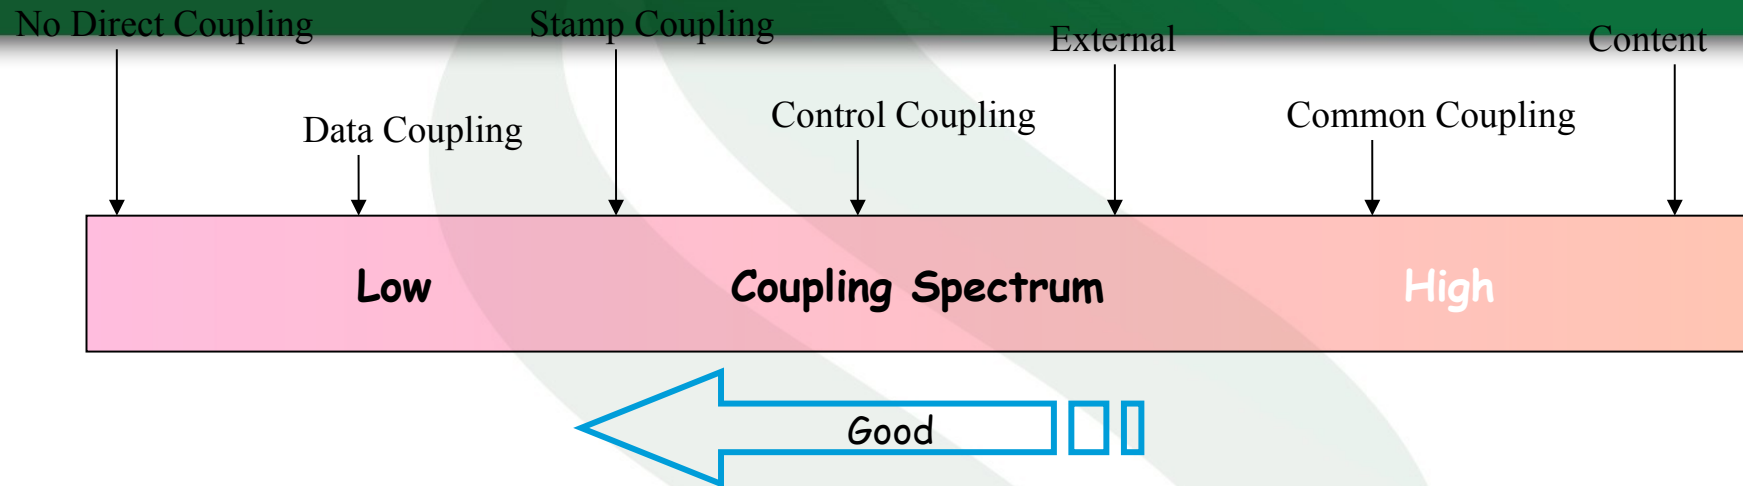 No Direct Coupling
Stamp Coupling
External
Content
Data Coupling
Control Coupling
Common Coupling
Low
Coupling Spectrum
High
Good